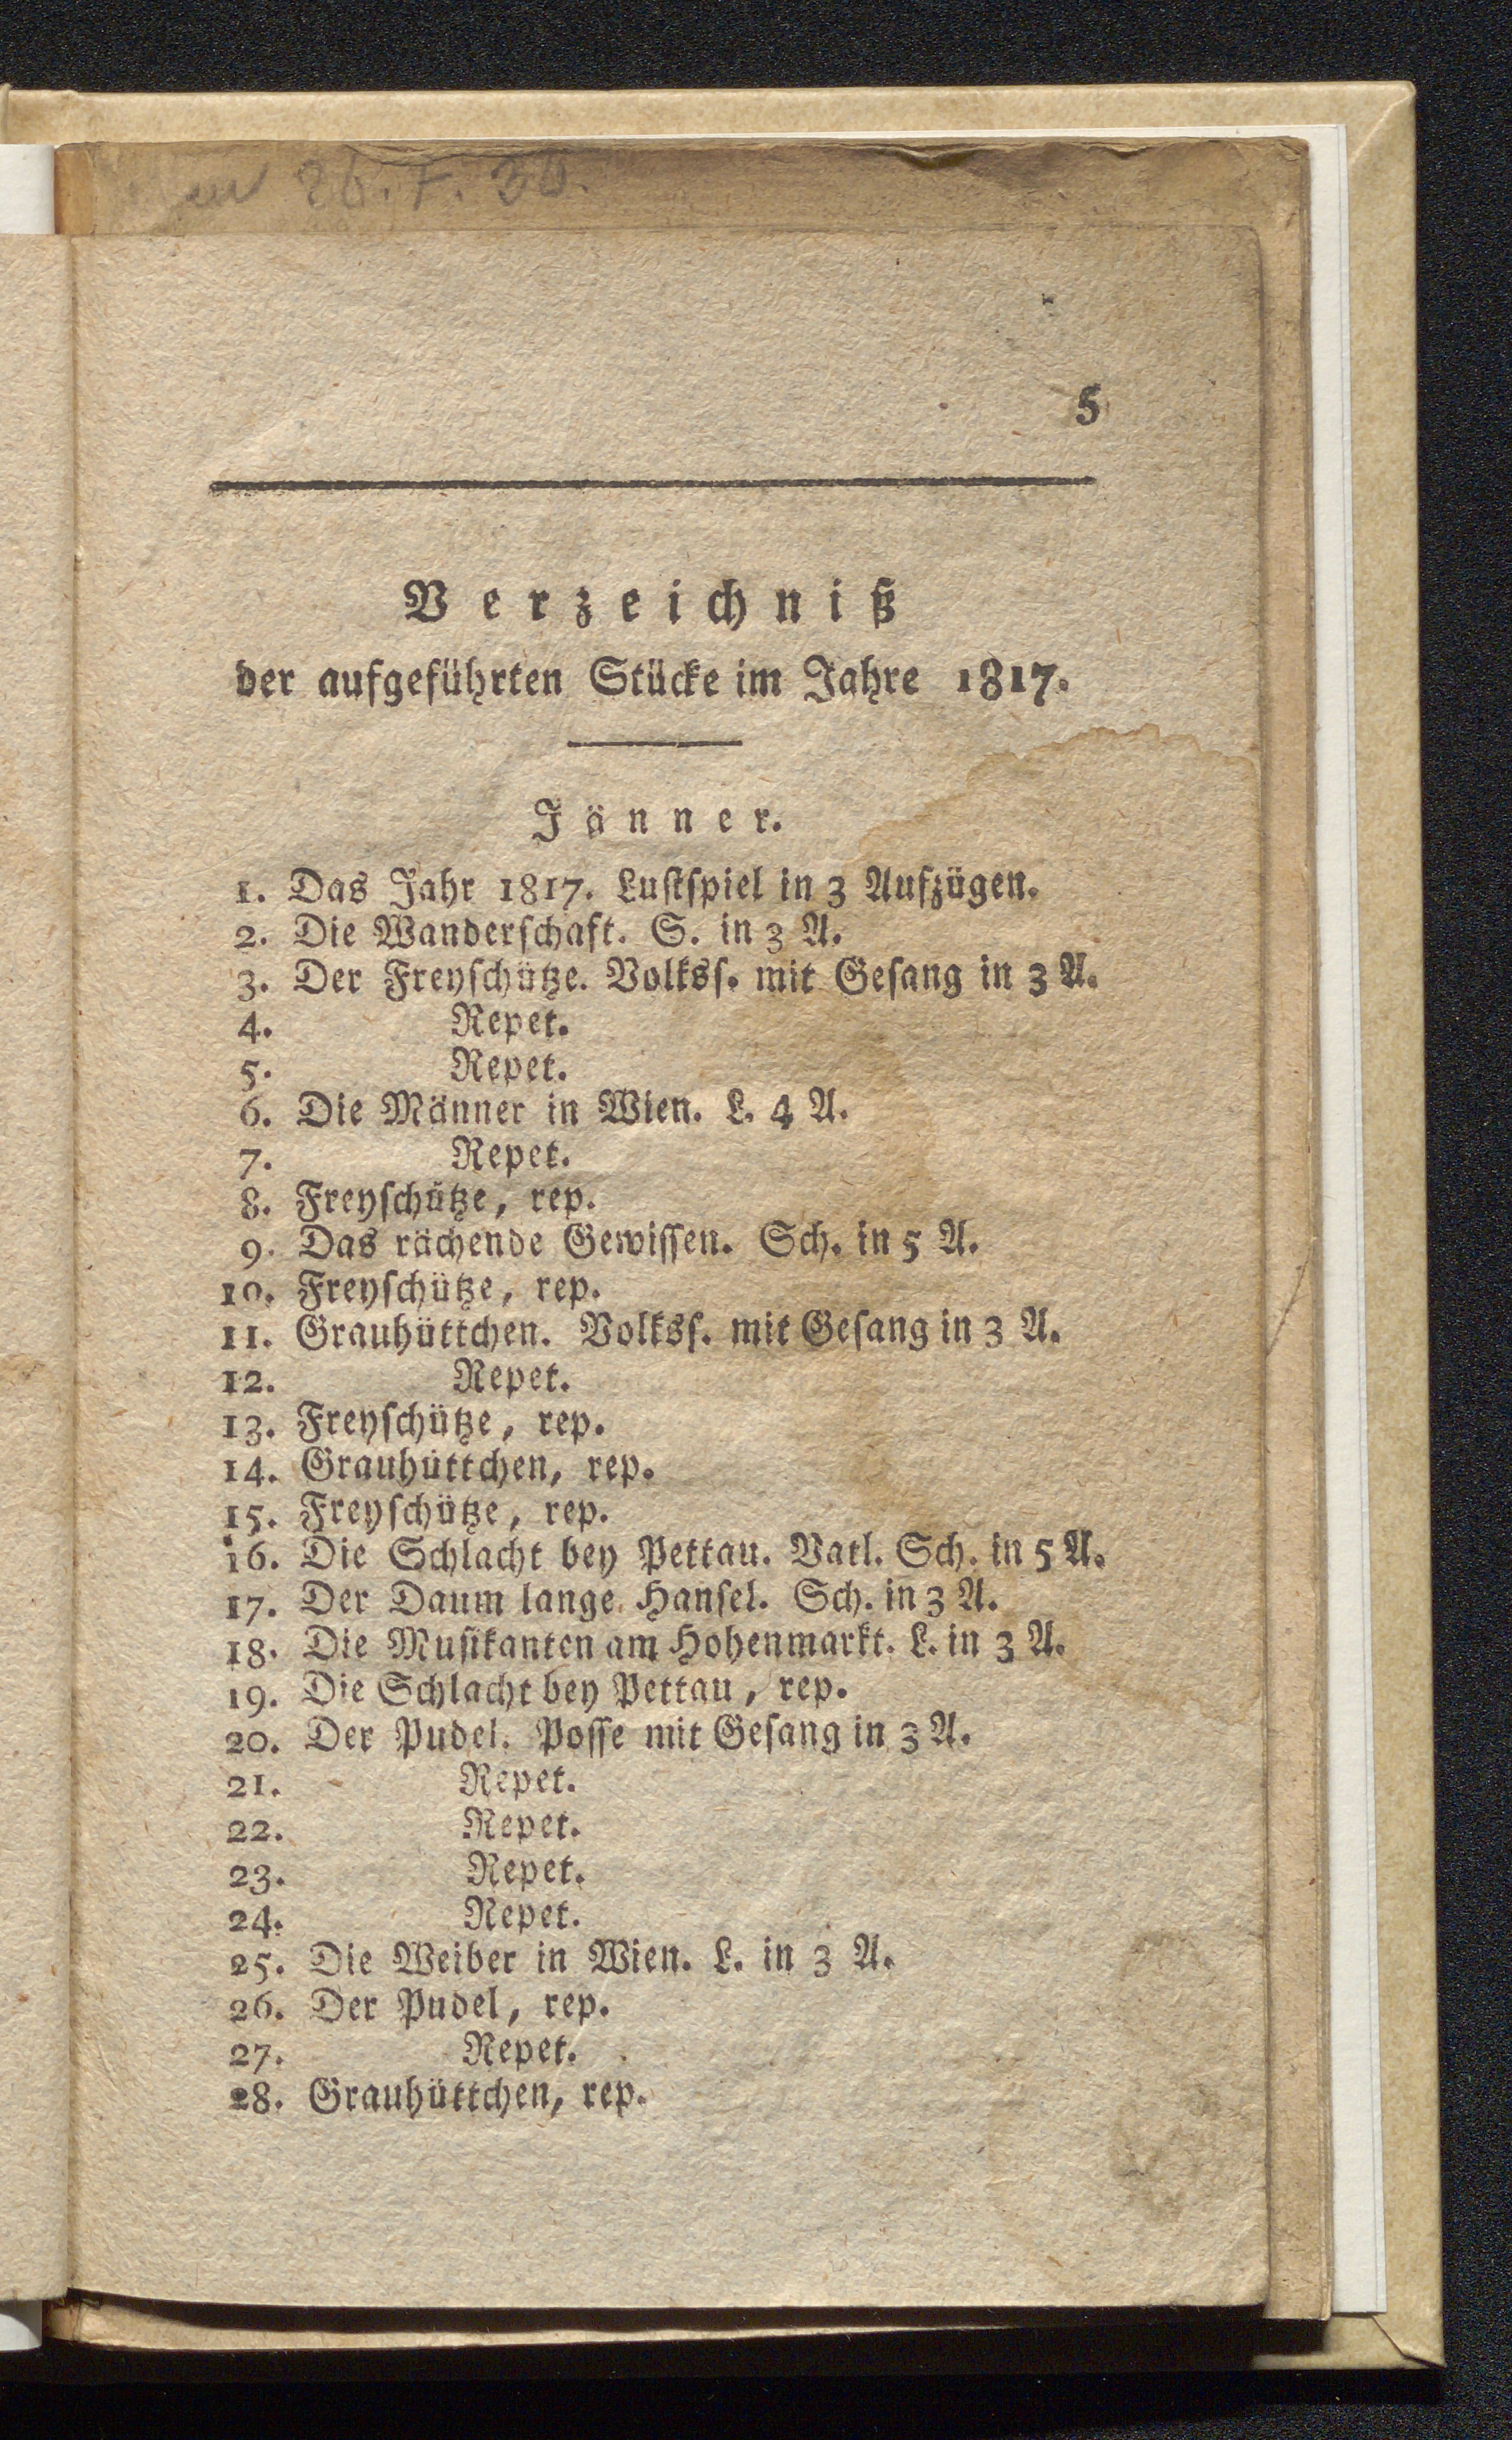 26. F. 30.
5
Verzeichniß
der aufgeführten Stücke im Jahre 1817.
Jänner.
1. Das Jahr 1817. Lustspiel in 3 Aufzügen.
2. Die Wanderschaft. S. in 3 A.
3. Der Freyschütze. Volkss. mit Gesang in 3 A.
4. Repet.
5. Repet.
6. Die Männer in Wien. L. 4 A.
7. Repet.
8. Freyschütze, rep.
9. Das rächende Gewissen. Sch. in 5 A.
10. Freyschütze, rep.
11. Grauhüttchen. Volkss. mit Gesang in 3 A.
12. Repet.
13. Freyschütze, rep.
14. Grauhüttchen, rep.
15. Freyschütze, rep.
16. Die Schlacht bey Pettau. Vatl. Sch. in 5 A.
17. Der Daum lange Hansel. Sch. in 3 A.
18. Die Musikanten am Hohenmarkt. L. in 3 A.
19. Die Schlacht bey Pettau, rep.
20. Der Pudel. Posse mit Gesang in 3 A.
21. Repet.
22. Repet.
23. Repet.
24. Repet.
25. Die Weiber in Wien. L. in 3 A.
26. Der Pudel, rep.
27. Repet.
28. Grauhüttchen, rep.